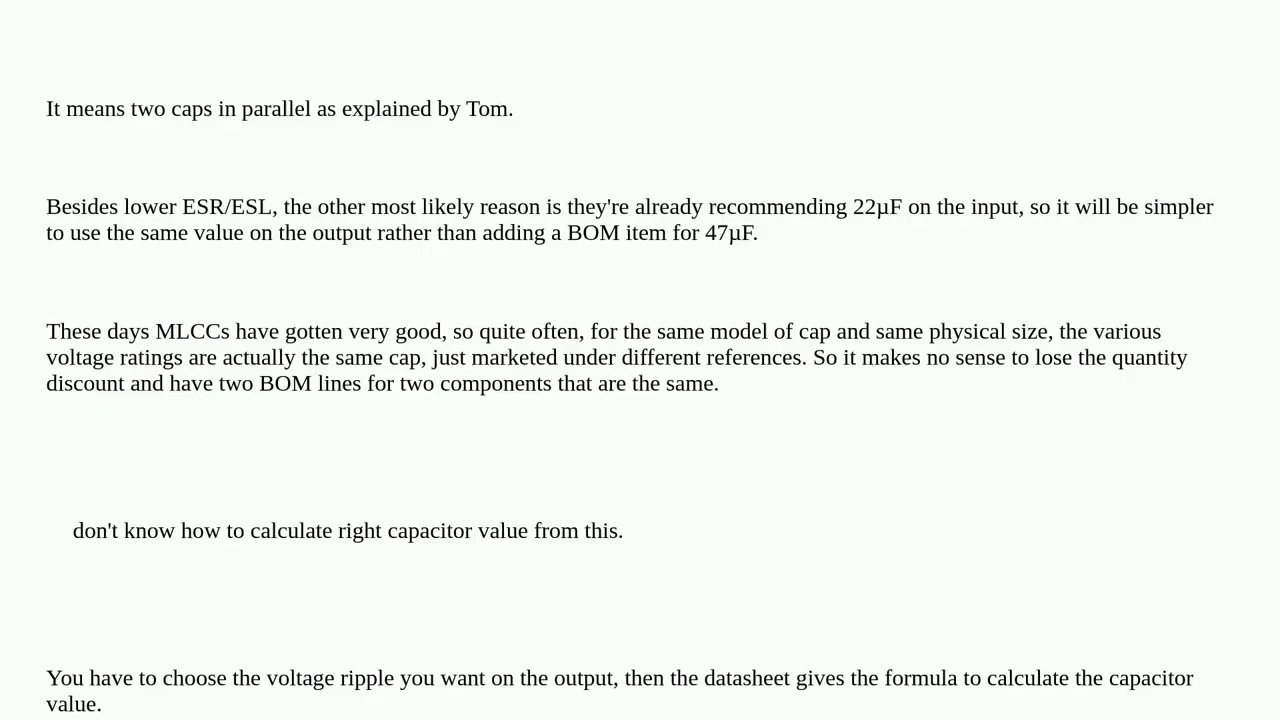 It means two caps in parallel as explained by Tom.
Besides lower ESR/ESL, the other most likely reason is they're already recommending 22µF on the input, so it will be simpler
to use the same value on the output rather than adding a BOM item for 47µF.
These days MLCCs have gotten very good, so quite often, for the same model of cap and same physical size, the various
voltage ratings are actually the same cap, just marketed under different references. So it makes no sense to lose the quantity
discount and have two BOM lines for two components that are the same.
don't know how to calculate right capacitor value from this.
You have to choose the voltage ripple you want on the output, then the datasheet gives the formula to calculate the capacitor
value.